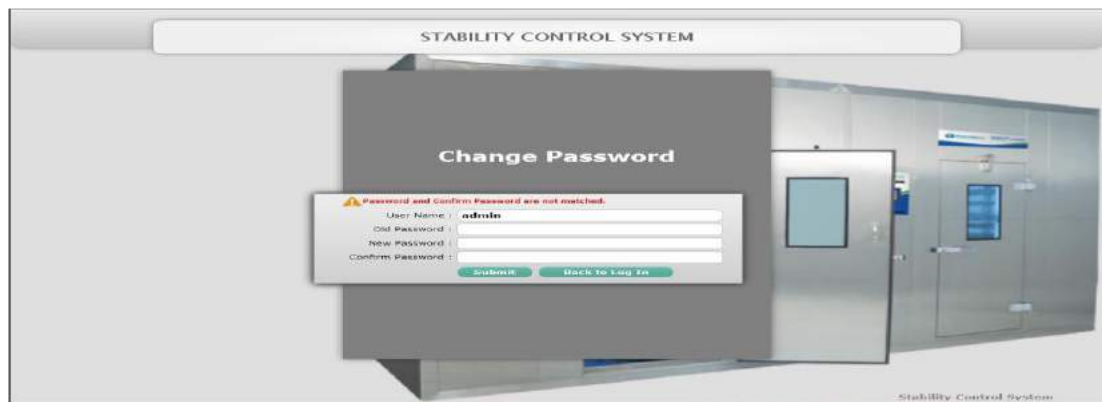 STABILITY CONTROL SYSTEM
Change Password
Password and Confirm Password are not matched.
User Name : admin
Old Password :
New Password :
Confirm Password :
Submit Back to Log In
Stability Control System